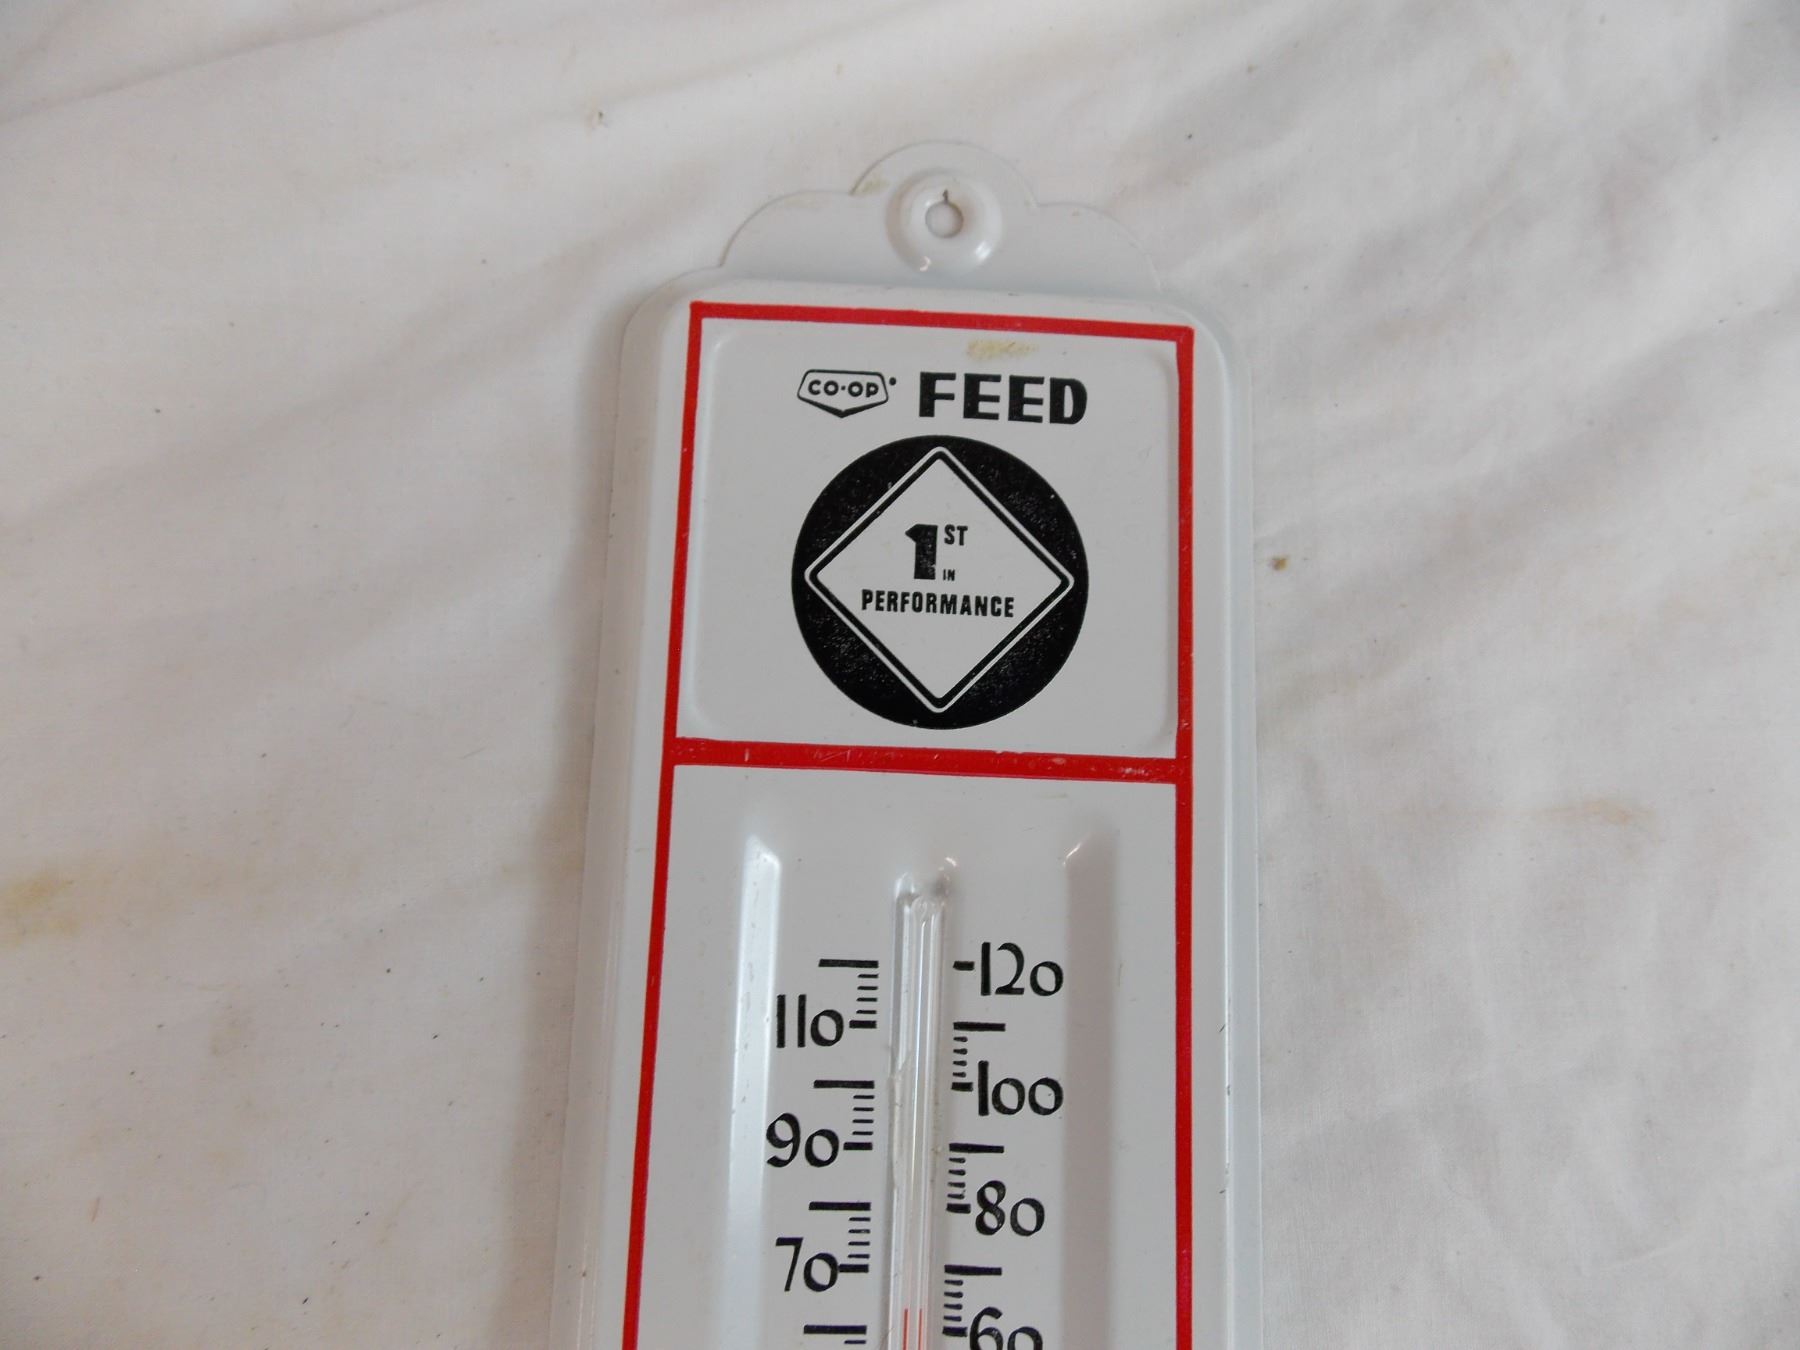 CO-OP FEED
1ST
IN
PERFORMANCE
-120
110
100
90
80
70
60